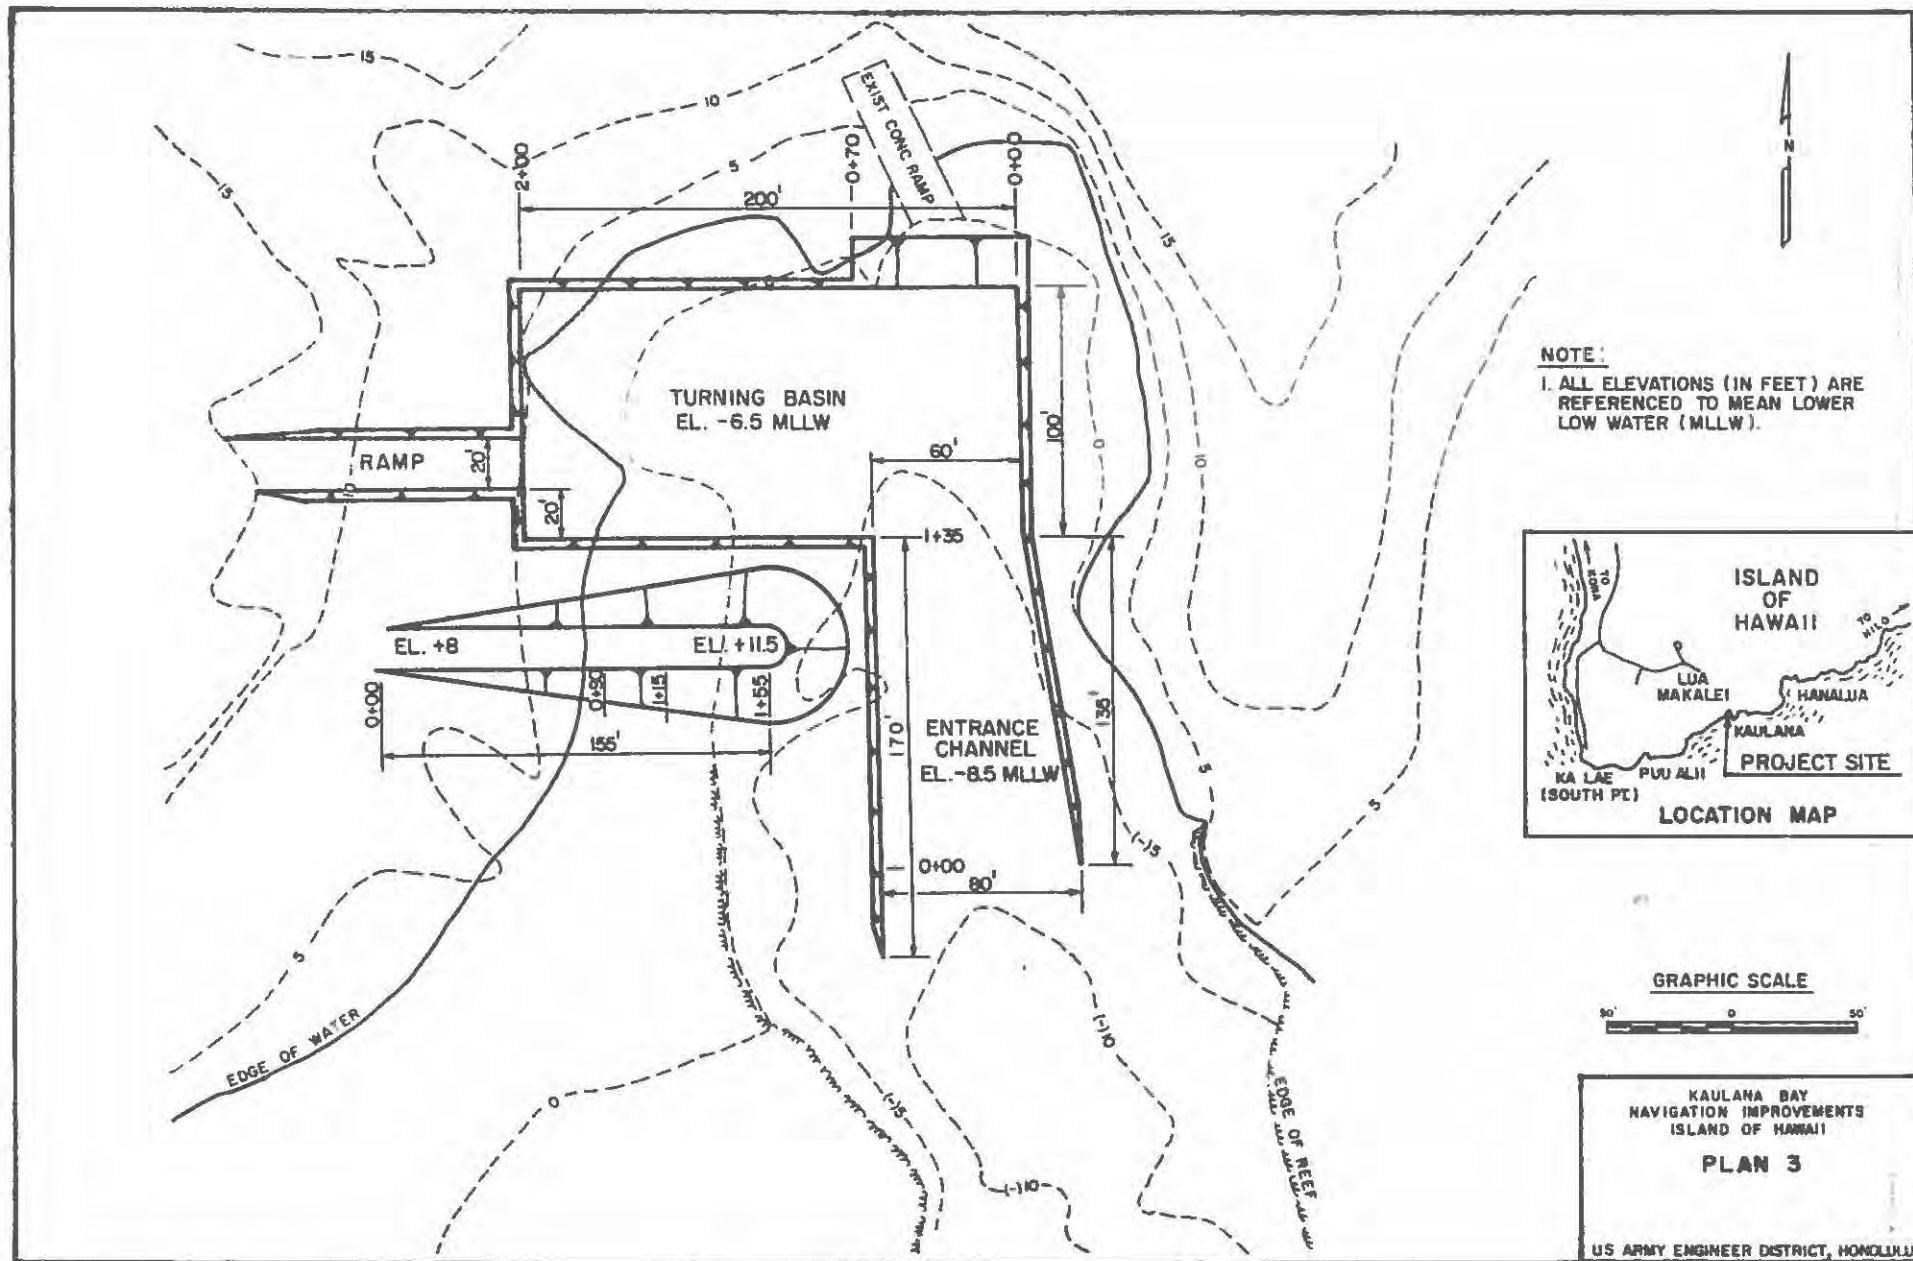 15
10
15
5
2+00
0+70
0+00
EXIST CONC RAMP
200'
15
N
NOTE:
1. ALL ELEVATIONS (IN FEET) ARE
REFERENCED TO MEAN LOWER
LOW WATER (MLLW).
TURNING BASIN
EL. -6.5 MLLW
100'
0
10
60'
RAMP
20'
10
20'
1+35
EL. +8
EL. +11.5
0+00
0+90
1+15
1+55
155'
170'
135'
ENTRANCE
CHANNEL
EL.-8.5 MLLW
5
5
(-)5
0+00
80'
5
EDGE OF WATER
0
(-)5
(-)10
(-)10
EDGE OF REEF
TO
KONA
ISLAND
OF
HAWAII
TO
HILO
LUA
MAKALEI
HANALUA
KAULANA
KA LAE
(SOUTH PT.)
PUU ALII
PROJECT SITE
LOCATION MAP
GRAPHIC SCALE
50' 0 50'
KAULANA BAY
NAVIGATION IMPROVEMENTS
ISLAND OF HAWAII
PLAN 3
US ARMY ENGINEER DISTRICT, HONOLULU